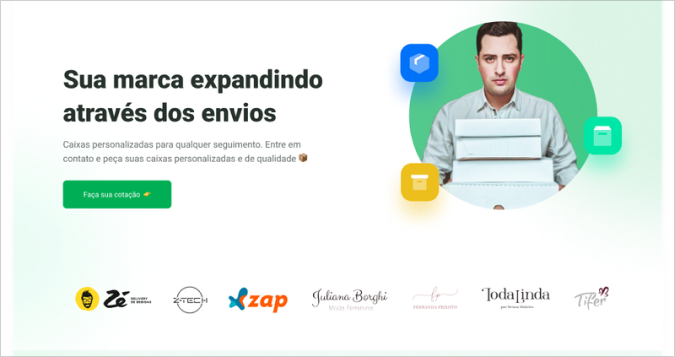 Sua marca expandindo
através dos envios
Caixas personalizadas para qualquer seguimento. Entre em
contato e peça suas caixas personalizadas e de qualidade 📦
Faça sua cotação 👉
Zé DELIVERY DE BEBIDAS
Z-TECH
zap
Juliana Borghi
Moda Feminina
lp
TodaLinda
Tifer